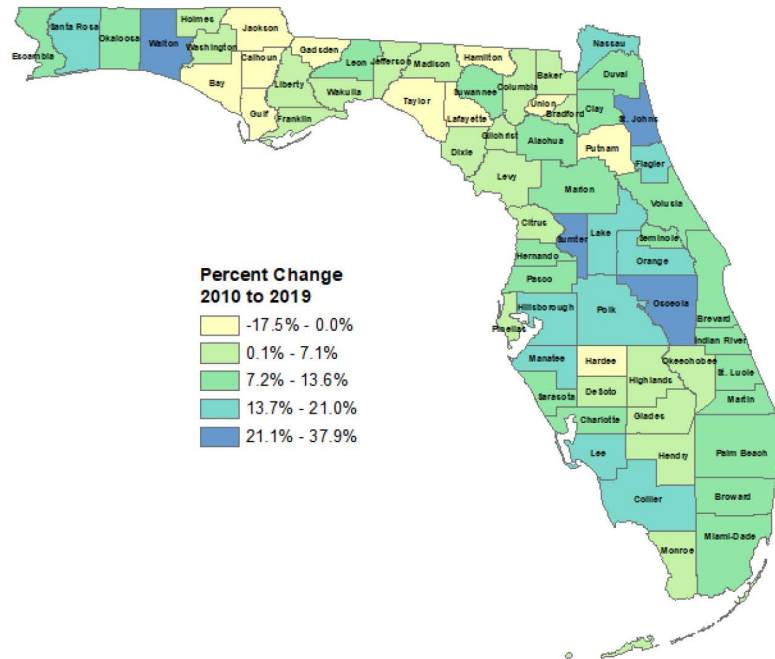 Holmes
Jackson
Santa Rosa
Escambia
Okaloosa
Walton
Washington
Calhoun
Gadsden
Leon
Jefferson
Madison
Hamilton
Nassau
Bay
Liberty
Wakulla
Gulf
Franklin
Taylor
Suwannee
Lafayette
Columbia
Baker
Union
Bradford
Duval
Clay
St. Johns
Dixie
Gilchrist
Alachua
Putnam
Flagler
Levy
Marion
Volusia
Citrus
Sumter
Lake
Seminole
Hernando
Orange
Pasco
Percent Change
2010 to 2019
-17.5% - 0.0%
0.1% - 7.1%
7.2% - 13.6%
13.7% - 21.0%
21.1% - 37.9%
Hillsborough
Polk
Osceola
Brevard
Pinellas
Indian River
Manatee
Hardee
Okeechobee
Highlands
St. Lucie
Sarasota
DeSoto
Martin
Charlotte
Glades
Lee
Hendry
Palm Beach
Collier
Broward
Miami-Dade
Monroe